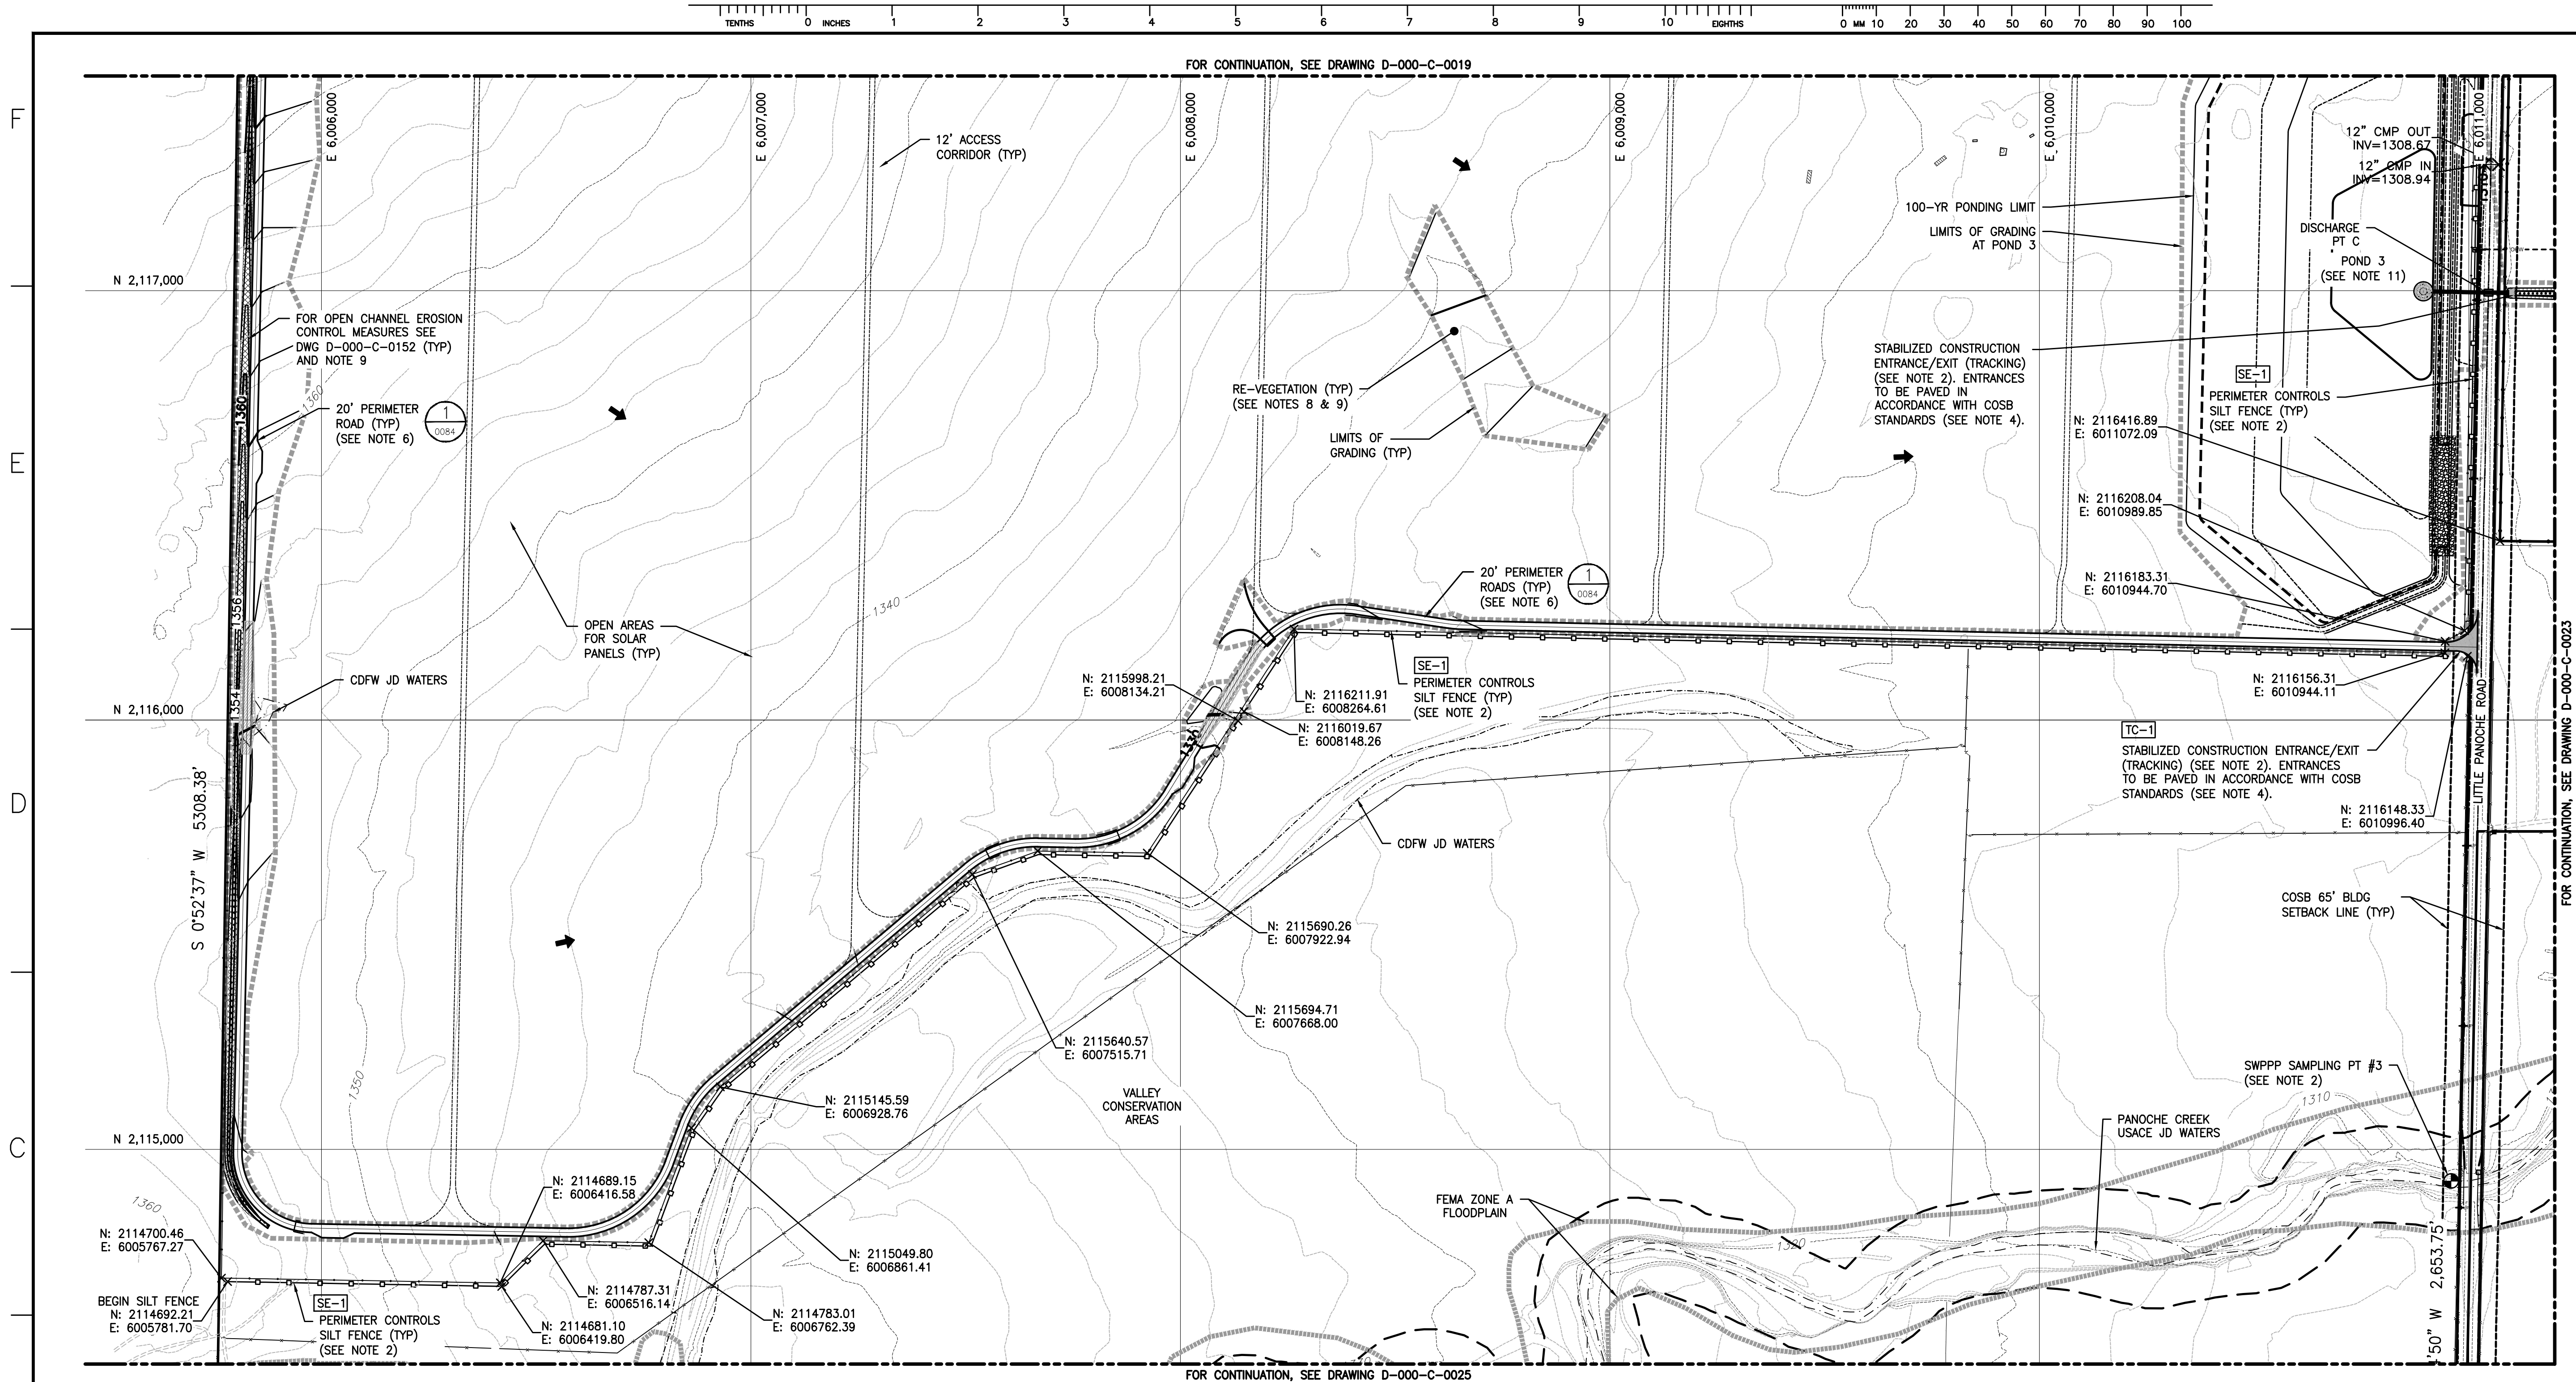 TENTHS 0 INCHES 1 2 3 4 5 6 7 8 9 10 EIGHTHS 0 MM 10 20 30 40 50 60 70 80 90 100
FOR CONTINUATION, SEE DRAWING D-000-C-0019
F
E
D
C
E 6,006,000
E 6,007,000
E 6,008,000
E 6,009,000
E 6,010,000
E 6,011,000
12' ACCESS
CORRIDOR (TYP)
12" CMP OUT
INV=1308.67
12" CMP IN
INV=1308.94
100-YR PONDING LIMIT
LIMITS OF GRADING
AT POND 3
DISCHARGE
PT C
POND 3
(SEE NOTE 11)
N 2,117,000
FOR OPEN CHANNEL EROSION
CONTROL MEASURES SEE
DWG D-000-C-0152 (TYP)
AND NOTE 9
1360
1360
20' PERIMETER
ROAD (TYP)
(SEE NOTE 6)
1
0084
RE-VEGETATION (TYP)
(SEE NOTES 8 & 9)
LIMITS OF
GRADING (TYP)
STABILIZED CONSTRUCTION
ENTRANCE/EXIT (TRACKING)
(SEE NOTE 2). ENTRANCES
TO BE PAVED IN
ACCORDANCE WITH COSB
STANDARDS (SEE NOTE 4).
SE-1
PERIMETER CONTROLS
SILT FENCE (TYP)
(SEE NOTE 2)
N: 2116416.89
E: 6011072.09
N: 2116208.04
E: 6010989.85
N: 2116183.31
E: 6010944.70
20' PERIMETER
ROADS (TYP)
(SEE NOTE 6)
1
0084
1340
1356
1354
OPEN AREAS
FOR SOLAR
PANELS (TYP)
CDFW JD WATERS
N 2,116,000
N: 2115998.21
E: 6008134.21
SE-1
PERIMETER CONTROLS
SILT FENCE (TYP)
(SEE NOTE 2)
N: 2116211.91
E: 6008264.61
N: 2116019.67
E: 6008148.26
1330
N: 2116156.31
E: 6010944.11
TC-1
STABILIZED CONSTRUCTION ENTRANCE/EXIT
(TRACKING) (SEE NOTE 2). ENTRANCES
TO BE PAVED IN ACCORDANCE WITH COSB
STANDARDS (SEE NOTE 4).
LITTLE PANOCHE ROAD
N: 2116148.33
E: 6010996.40
FOR CONTINUATION, SEE DRAWING D-000-C-0023
S 0°52'37" W 5308.38'
CDFW JD WATERS
COSB 65' BLDG
SETBACK LINE (TYP)
N: 2115690.26
E: 6007922.94
N: 2115694.71
E: 6007668.00
N: 2115640.57
E: 6007515.71
1350
N: 2115145.59
E: 6006928.76
VALLEY
CONSERVATION
AREAS
SWPPP SAMPLING PT #3
(SEE NOTE 2)
1310
PANOCHE CREEK
USACE JD WATERS
N 2,115,000
N: 2114689.15
E: 6006416.58
1360
FEMA ZONE A
FLOODPLAIN
N: 2114700.46
E: 6005767.27
N: 2115049.80
E: 6006861.41
1320
N: 2114787.31
E: 6006516.14
BEGIN SILT FENCE
N: 2114692.21
E: 6005781.70
SE-1
PERIMETER CONTROLS
SILT FENCE (TYP)
(SEE NOTE 2)
N: 2114783.01
E: 6006762.39
N: 2114681.10
E: 6006419.80
'50" W 2,653.75'
FOR CONTINUATION, SEE DRAWING D-000-C-0025